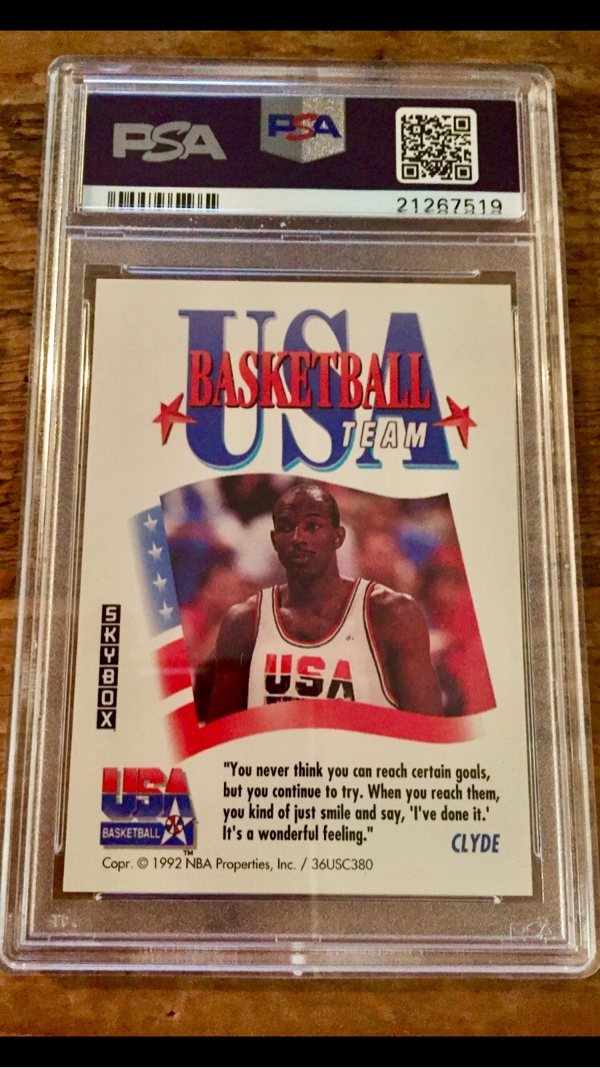 PSA
PSA
21267519
USA
BASKETBALL
TEAM
USA
SKYBOX
"You never think you can reach certain goals,
but you continue to try. When you reach them,
you kind of just smile and say, 'I've done it.'
It's a wonderful feeling."
CLYDE
USA
BASKETBALL
TM
Copr. © 1992 NBA Properties, Inc. / 36USC380